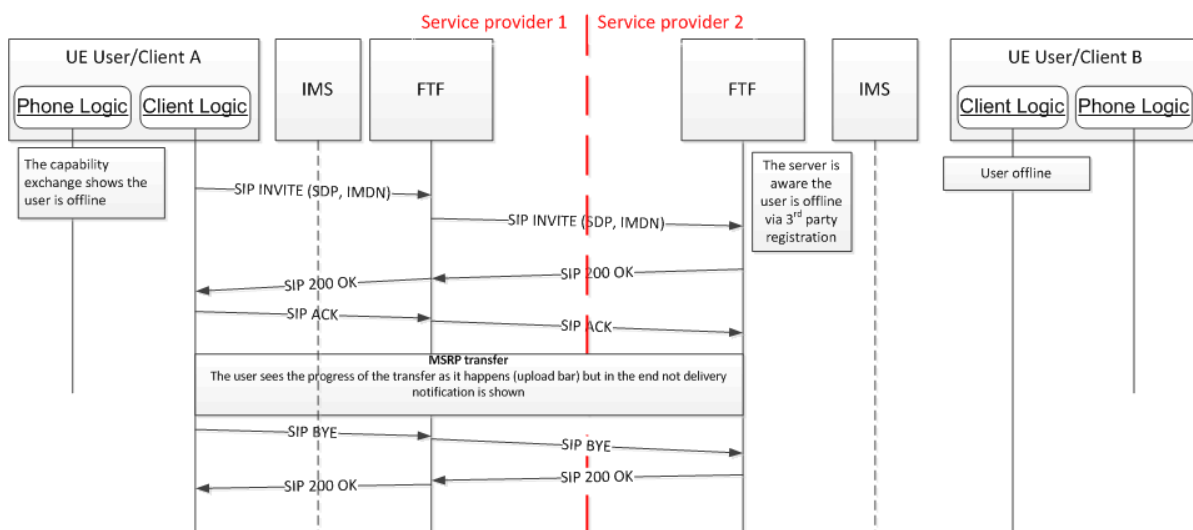 Service provider 1
Service provider 2
UE User/Client A
IMS
FTF
FTF
IMS
UE User/Client B
Phone Logic
Client Logic
Client Logic
Phone Logic
The capability
exchange shows the
user is offline
The server is
aware the
user is offline
via 3rd party
registration
User offline
SIP INVITE (SDP, IMDN)
SIP INVITE (SDP, IMDN)
SIP 200 OK
SIP 200 OK
SIP ACK
SIP ACK
MSRP transfer
The user sees the progress of the transfer as it happens (upload bar) but in the end not delivery
notification is shown
SIP BYE
SIP BYE
SIP 200 OK
SIP 200 OK